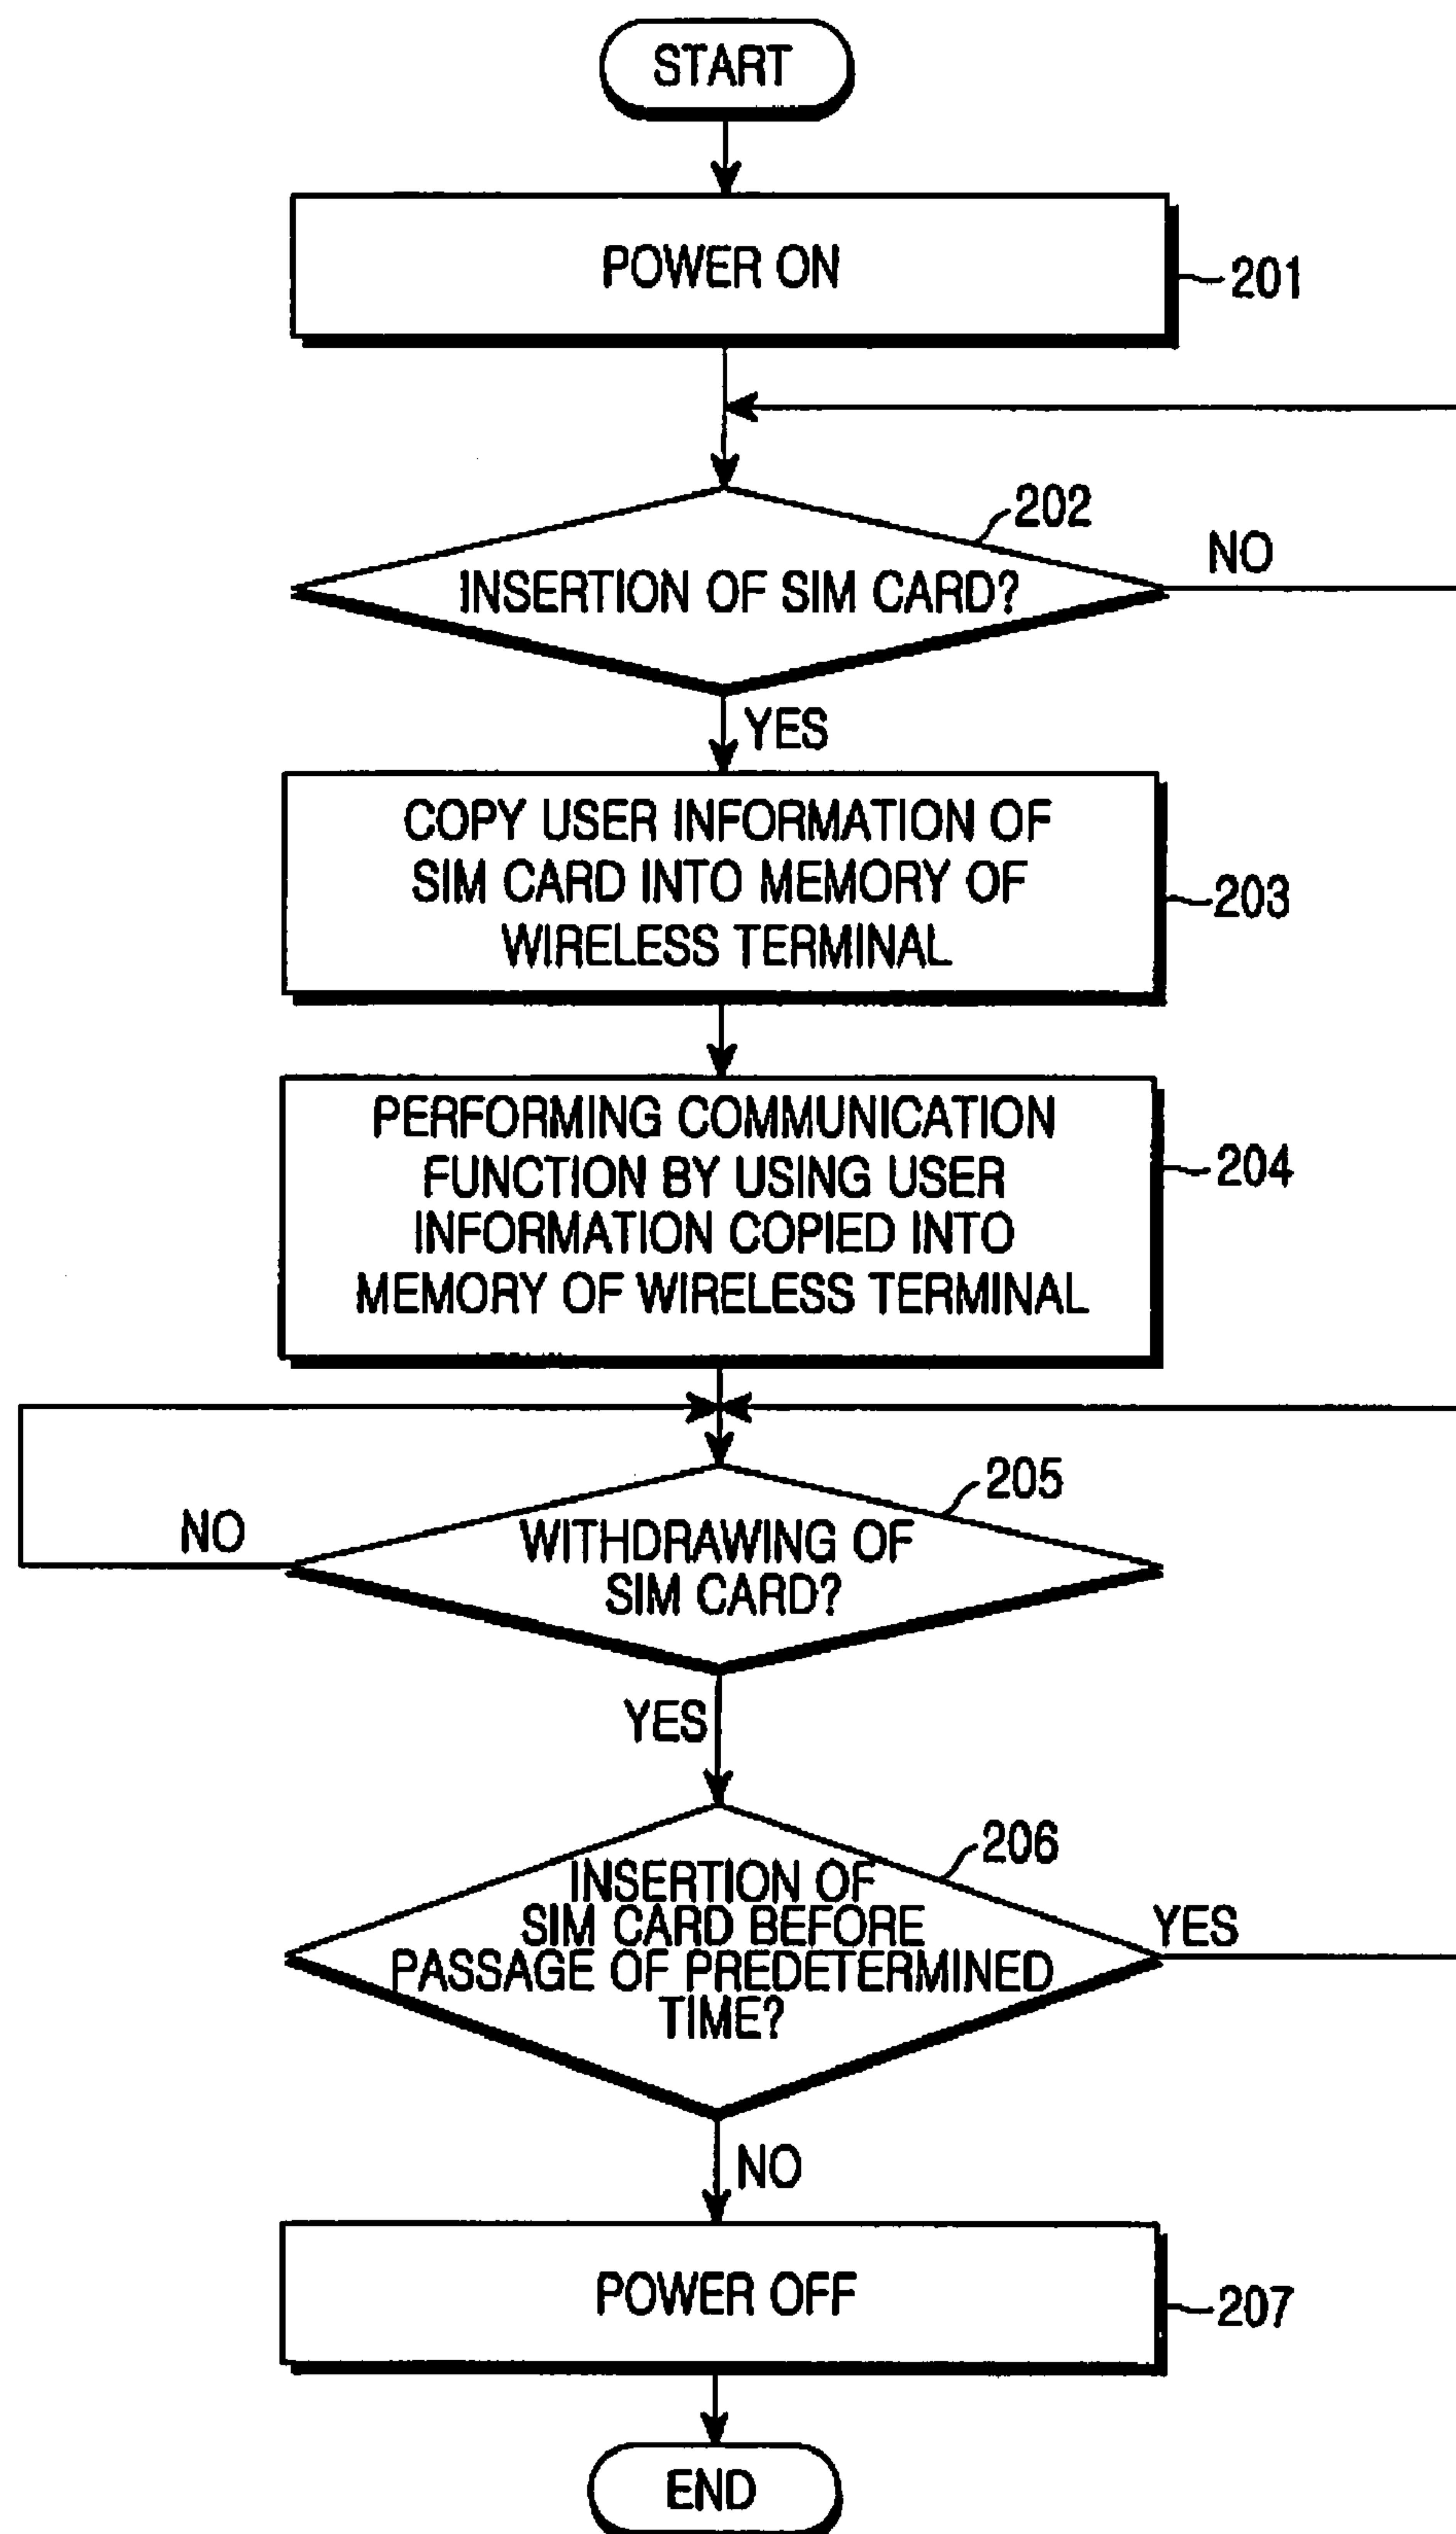 START
POWER ON
201
202
INSERTION OF SIM CARD?
NO
YES
COPY USER INFORMATION OF
SIM CARD INTO MEMORY OF
WIRELESS TERMINAL
203
PERFORMING COMMUNICATION
FUNCTION BY USING USER
INFORMATION COPIED INTO
MEMORY OF WIRELESS TERMINAL
204
205
NO
WITHDRAWING OF
SIM CARD?
YES
206
INSERTION OF
SIM CARD BEFORE
PASSAGE OF PREDETERMINED
TIME?
YES
NO
POWER OFF
207
END